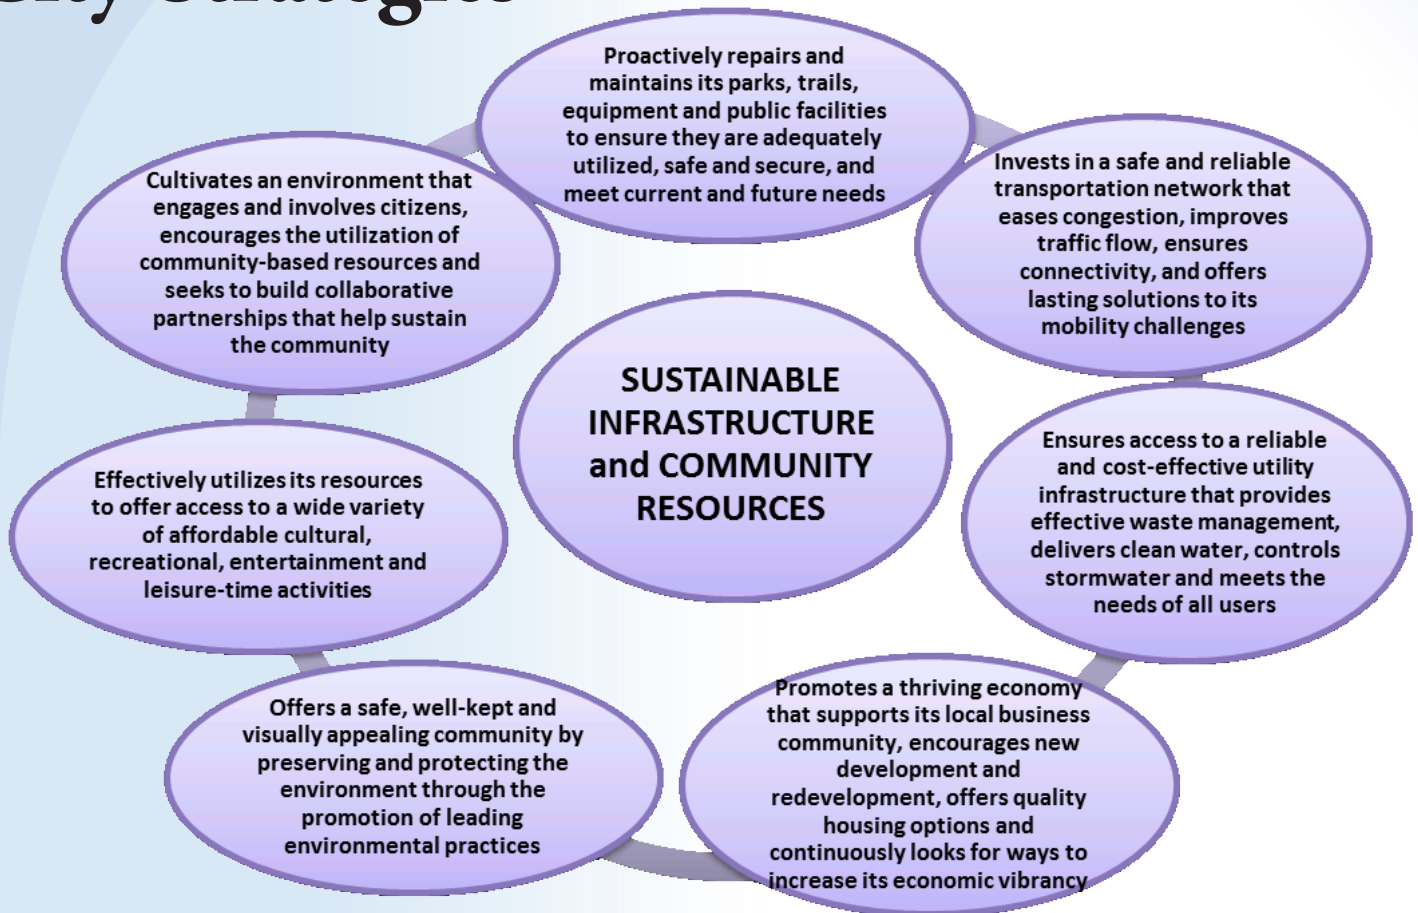 City Strategies
Proactively repairs and
maintains its parks, trails,
equipment and public facilities
to ensure they are adequately
utilized, safe and secure, and
meet current and future needs
Invests in a safe and reliable
transportation network that
eases congestion, improves
traffic flow, ensures
connectivity, and offers
lasting solutions to its
mobility challenges
Ensures access to a reliable
and cost-effective utility
infrastructure that provides
effective waste management,
delivers clean water, controls
stormwater and meets the
needs of all users
Promotes a thriving economy
that supports its local business
community, encourages new
development and
redevelopment, offers quality
housing options and
continuously looks for ways to
increase its economic vibrancy
Offers a safe, well-kept and
visually appealing community by
preserving and protecting the
environment through the
promotion of leading
environmental practices
Effectively utilizes its resources
to offer access to a wide variety
of affordable cultural,
recreational, entertainment and
leisure-time activities
Cultivates an environment that
engages and involves citizens,
encourages the utilization of
community-based resources and
seeks to build collaborative
partnerships that help sustain
the community
SUSTAINABLE
INFRASTRUCTURE
and COMMUNITY
RESOURCES